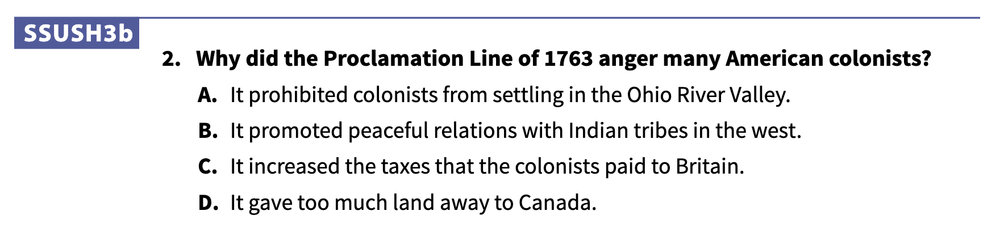 SSUSH3b
2. Why did the Proclamation Line of 1763 anger many American colonists?
A. It prohibited colonists from settling in the Ohio River Valley.
B. It promoted peaceful relations with Indian tribes in the west.
C. It increased the taxes that the colonists paid to Britain.
D. It gave too much land away to Canada.